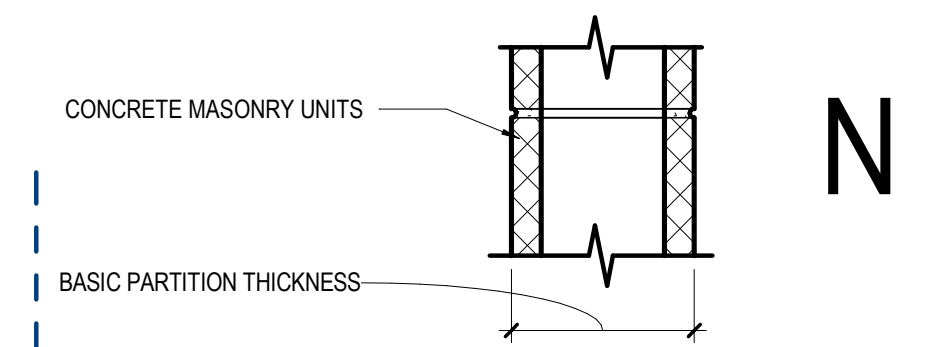 CONCRETE MASONRY UNITS
N
BASIC PARTITION THICKNESS